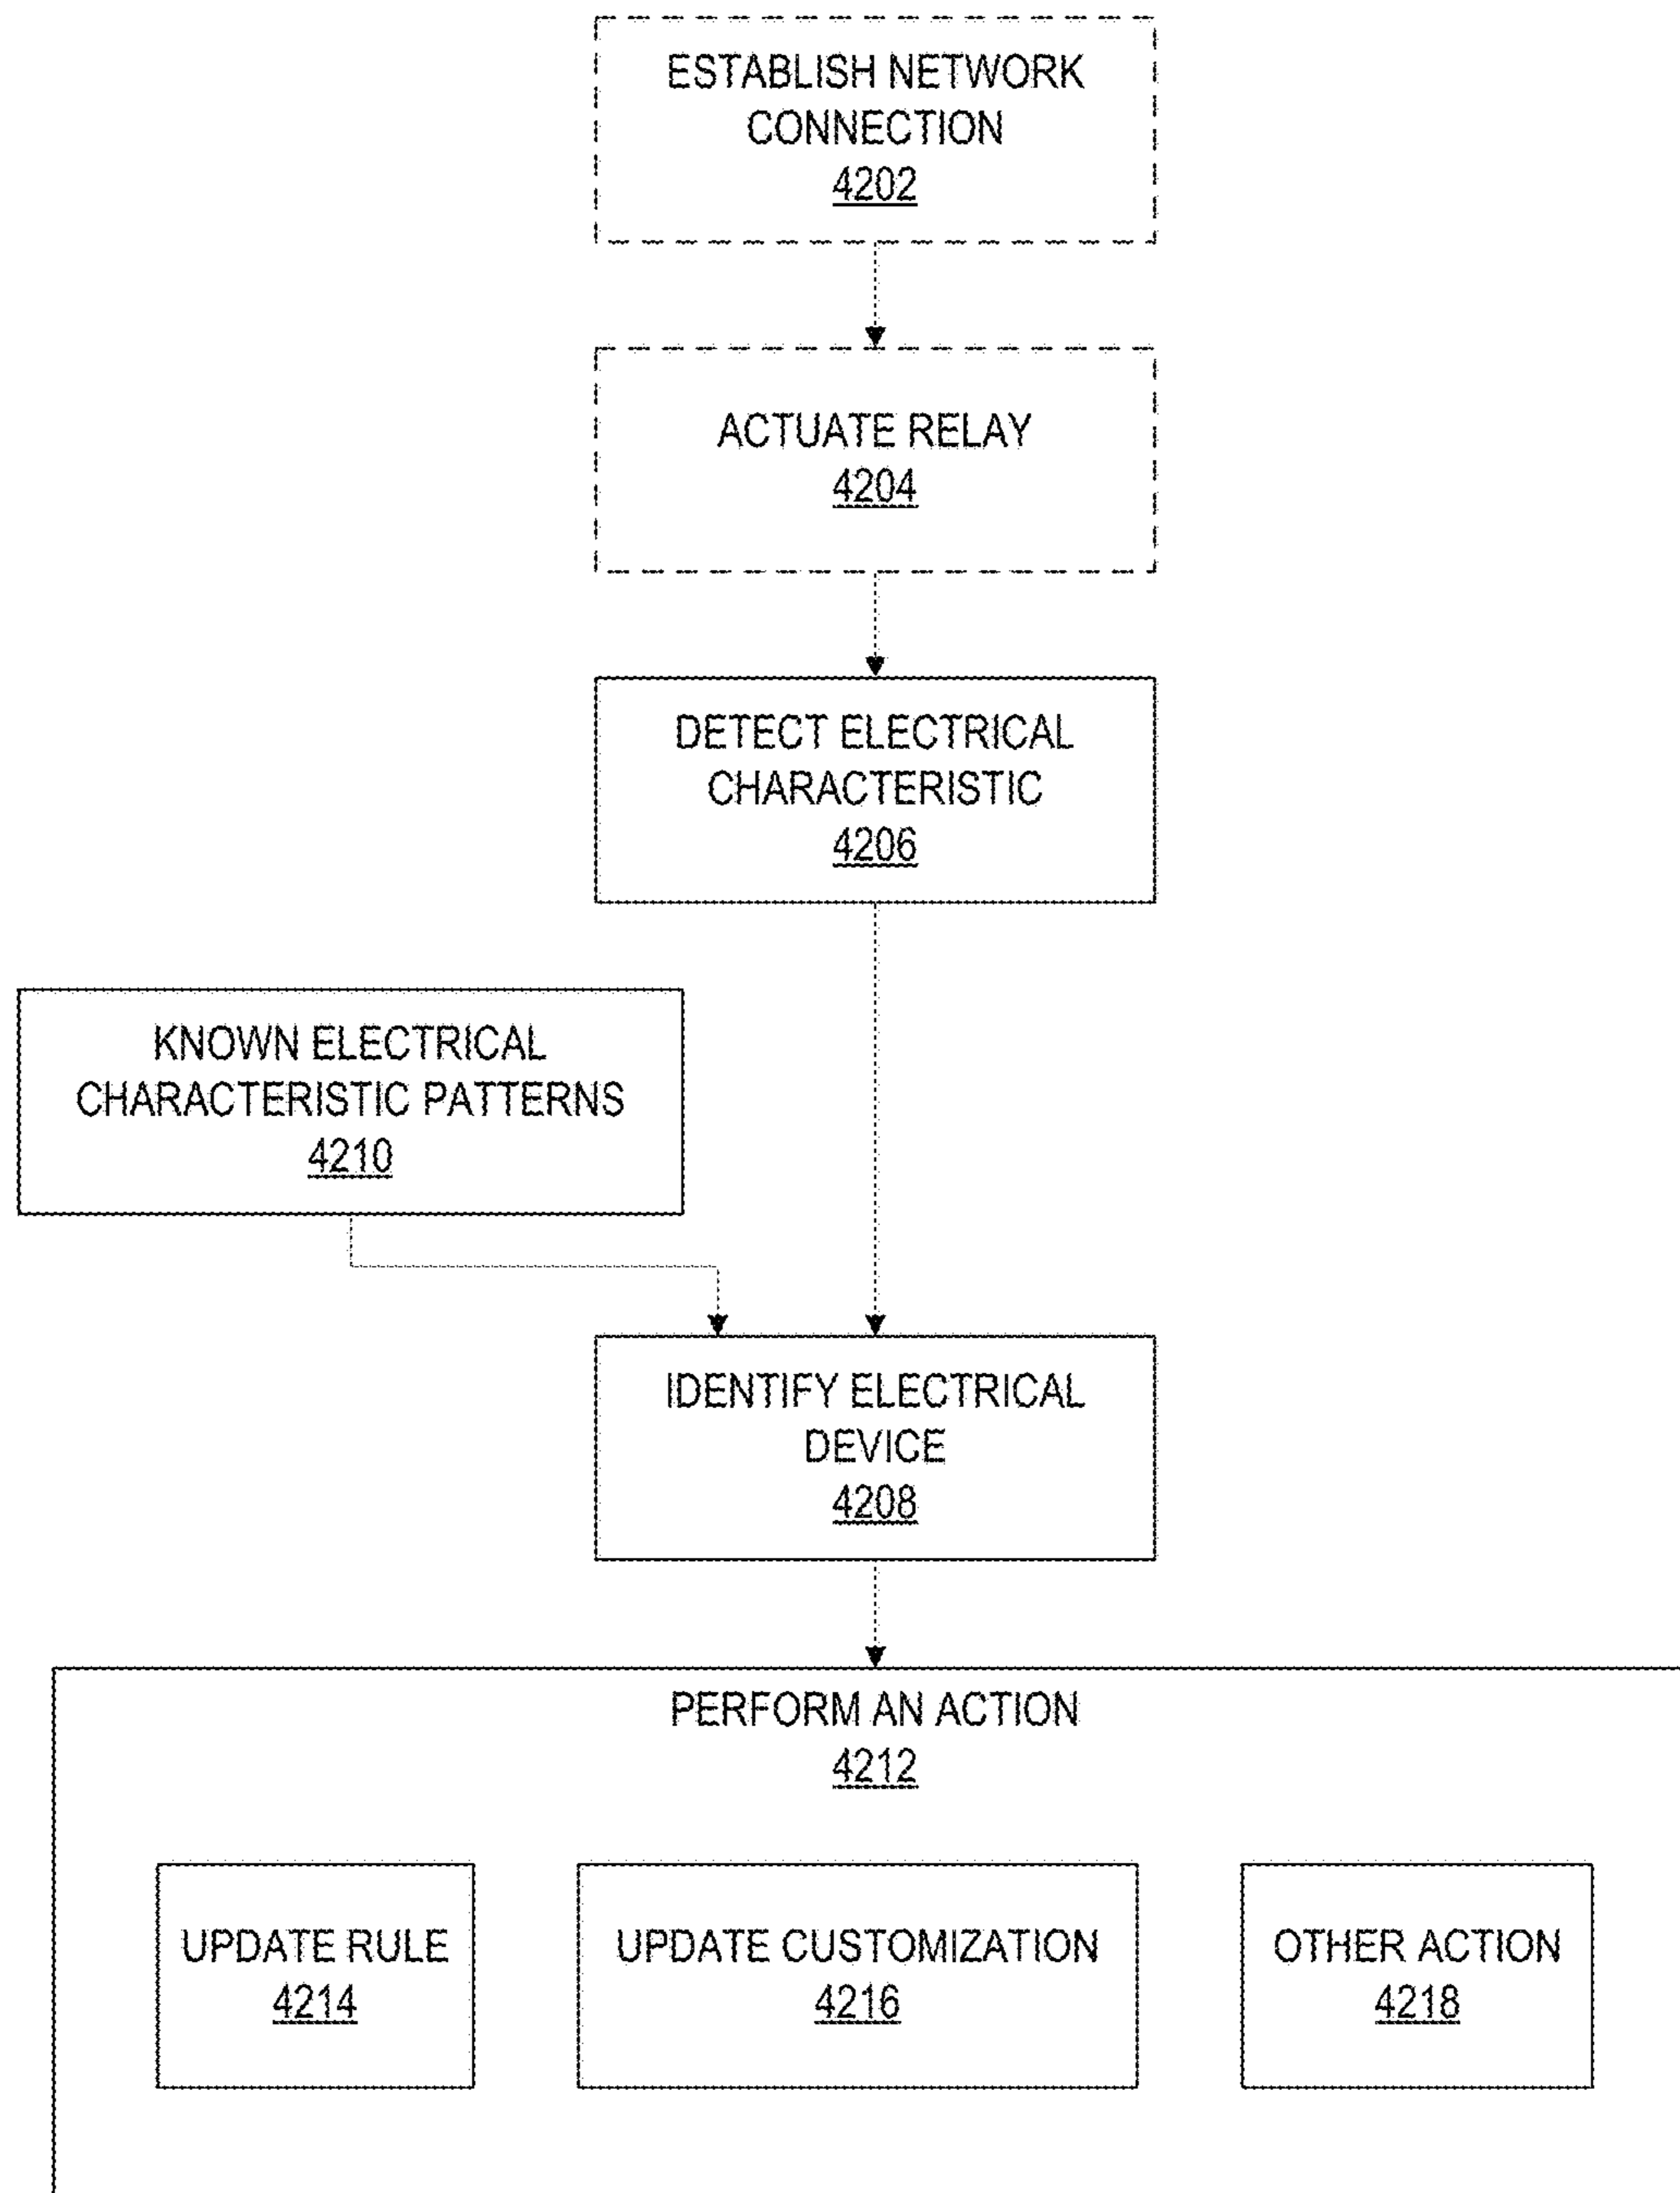 ESTABLISH NETWORK
CONNECTION
4202
ACTUATE RELAY
4204
DETECT ELECTRICAL
CHARACTERISTIC
4206
KNOWN ELECTRICAL
CHARACTERISTIC PATTERNS
4210
IDENTIFY ELECTRICAL
DEVICE
4208
PERFORM AN ACTION
4212
UPDATE RULE
4214
UPDATE CUSTOMIZATION
4216
OTHER ACTION
4218